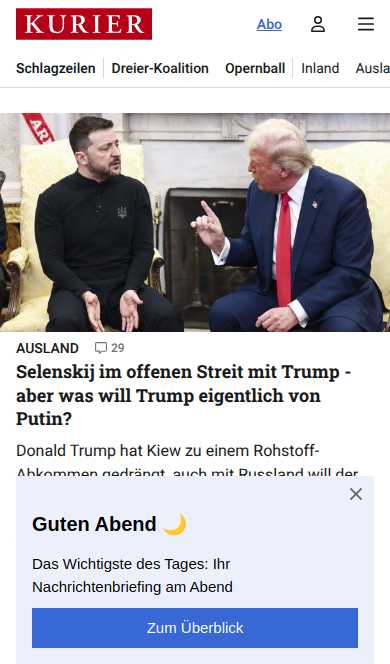 KURIER
Abo
Schlagzeilen Dreier-Koalition Opernball Inland Ausla
AUSLAND 29
Selenskij im offenen Streit mit Trump -
aber was will Trump eigentlich von
Putin?
Donald Trump hat Kiew zu einem Rohstoff-
Abkommen gedrängt, auch mit Russland will der
Guten Abend 🌙
Das Wichtigste des Tages: Ihr
Nachrichtenbriefing am Abend
Zum Überblick